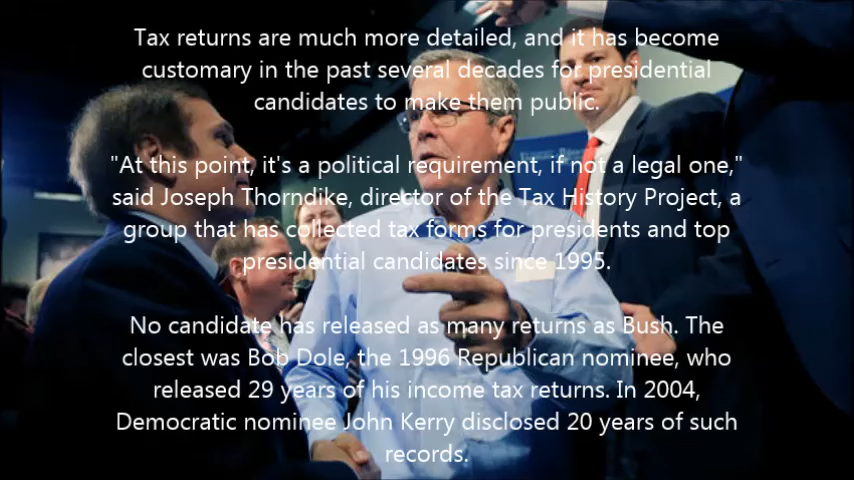 Tax returns are much more detailed, and it has become
customary in the past several decades for presidential
candidates to make them public.
"At this point, it's a political requirement, if not a legal one,"
said Joseph Thorndike, director of the Tax History Project, a
group that has collected tax forms for presidents and top
presidential candidates since 1995.
No candidate has released as many returns as Bush. The
closest was Bob Dole, the 1996 Republican nominee, who
released 29 years of his income tax returns. In 2004,
Democratic nominee John Kerry disclosed 20 years of such
records.